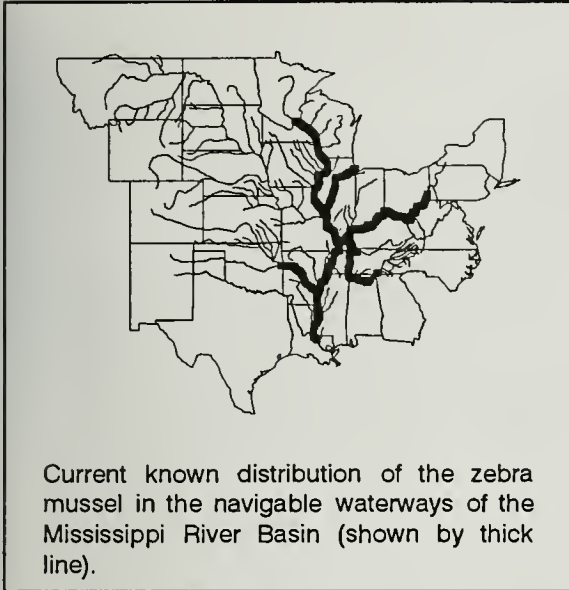 Current known distribution of the zebra
mussel in the navigable waterways of the
Mississippi River Basin (shown by thick
line).